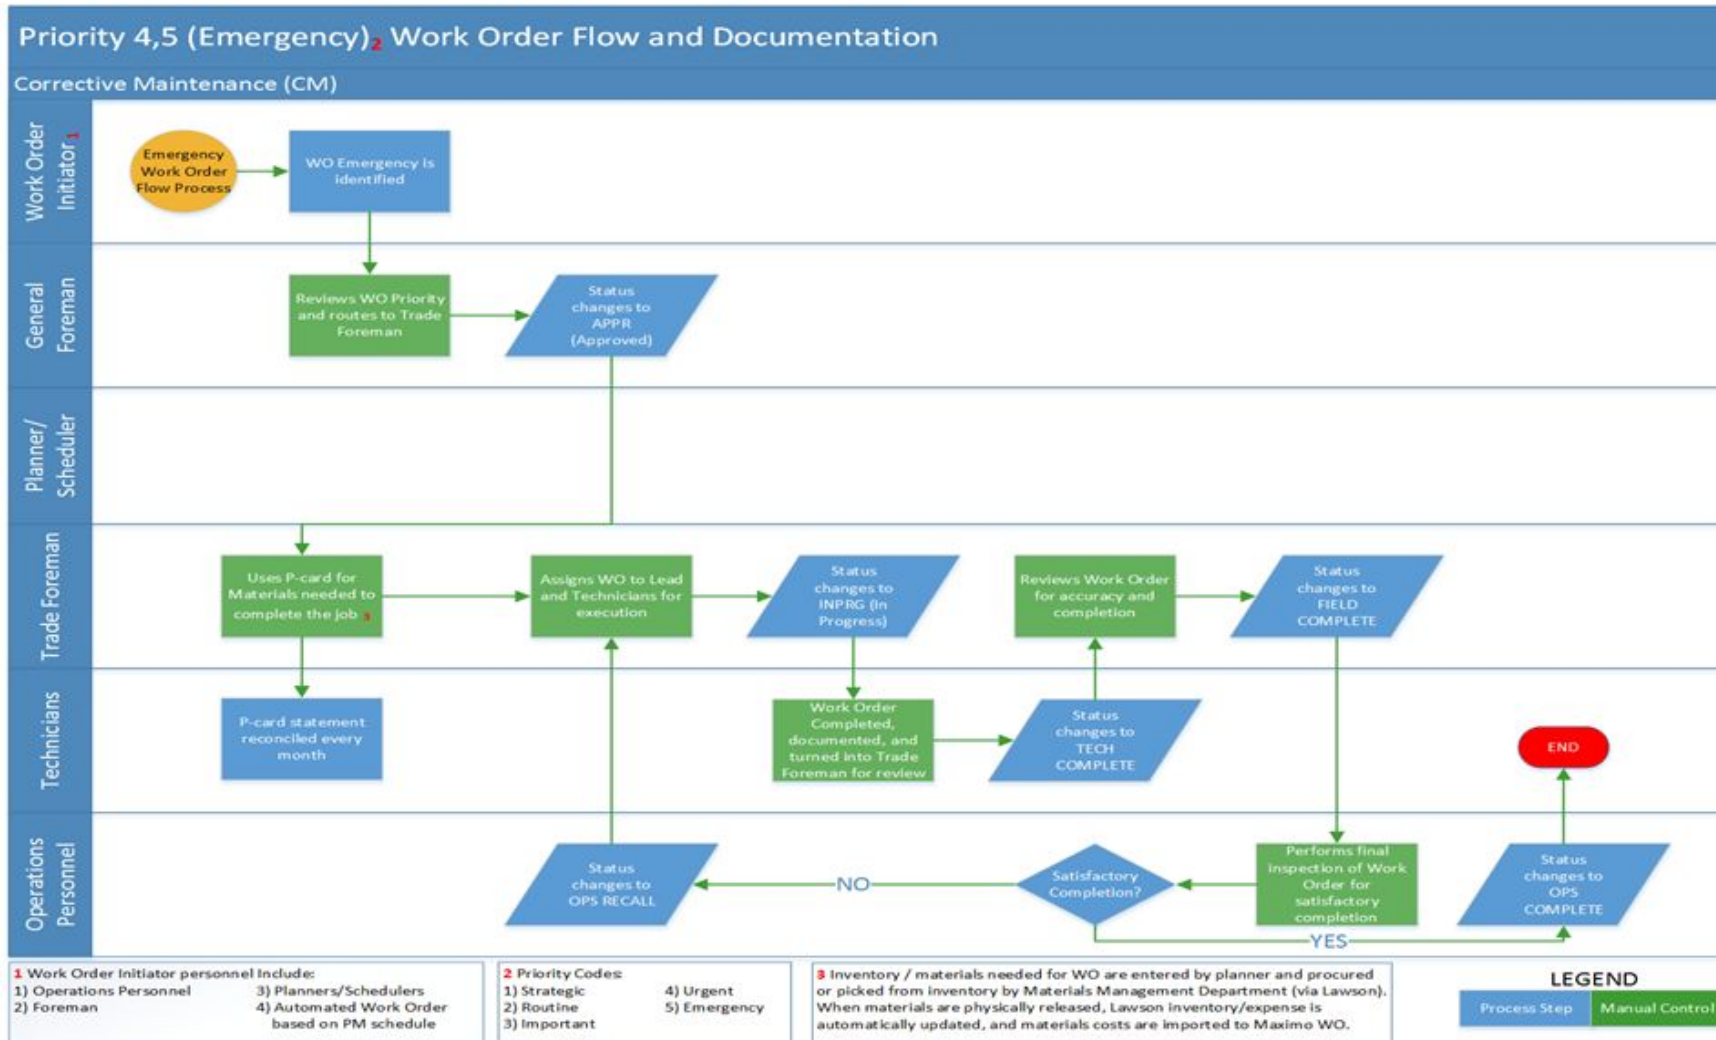 Priority 4,5 (Emergency)2 Work Order Flow and Documentation
Corrective Maintenance (CM)
Work Order
Initiator 1
Emergency
Work Order
Flow Process
WO Emergency is
identified
General
Foreman
Reviews WO Priority
and routes to Trade
Foreman
Status
changes to
APPR
(Approved)
Planner/
Scheduler
Trade Foreman
Uses P-card for
Materials needed to
complete the job 3
Assigns WO to Lead
and Technicians for
execution
Status
changes to
INPRG (In
Progress)
Reviews Work Order
for accuracy and
completion
Status
changes to
FIELD
COMPLETE
Technicians
P-card statement
reconciled every
month
Work Order
Completed,
documented, and
turned into Trade
Foreman for review
Status
changes to
TECH
COMPLETE
END
Operations
Personnel
Status
changes to
OPS RECALL
NO
Satisfactory
Completion?
Performs final
inspection of Work
Order for
satisfactory
completion
Status
changes to
OPS
COMPLETE
YES
1 Work Order Initiator personnel Include:
1) Operations Personnel
2) Foreman
3) Planners/Schedulers
4) Automated Work Order
based on PM schedule
2 Priority Codes:
1) Strategic
2) Routine
3) Important
4) Urgent
5) Emergency
3 Inventory / materials needed for WO are entered by planner and procured
or picked from inventory by Materials Management Department (via Lawson).
When materials are physically released, Lawson inventory/expense is
automatically updated, and materials costs are imported to Maximo WO.
LEGEND
Process Step
Manual Control